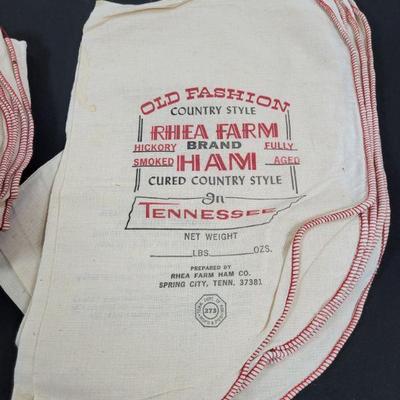 OLD FASHION
COUNTRY STYLE
RHEA FARM
HICKORY BRAND FULLY
SMOKED HAM AGED
CURED COUNTRY STYLE
In
TENNESSEE
NET WEIGHT
LBS. OZS.
PREPARED BY
RHEA FARM HAM CO.
SPRING CITY, TENN. 37381
273